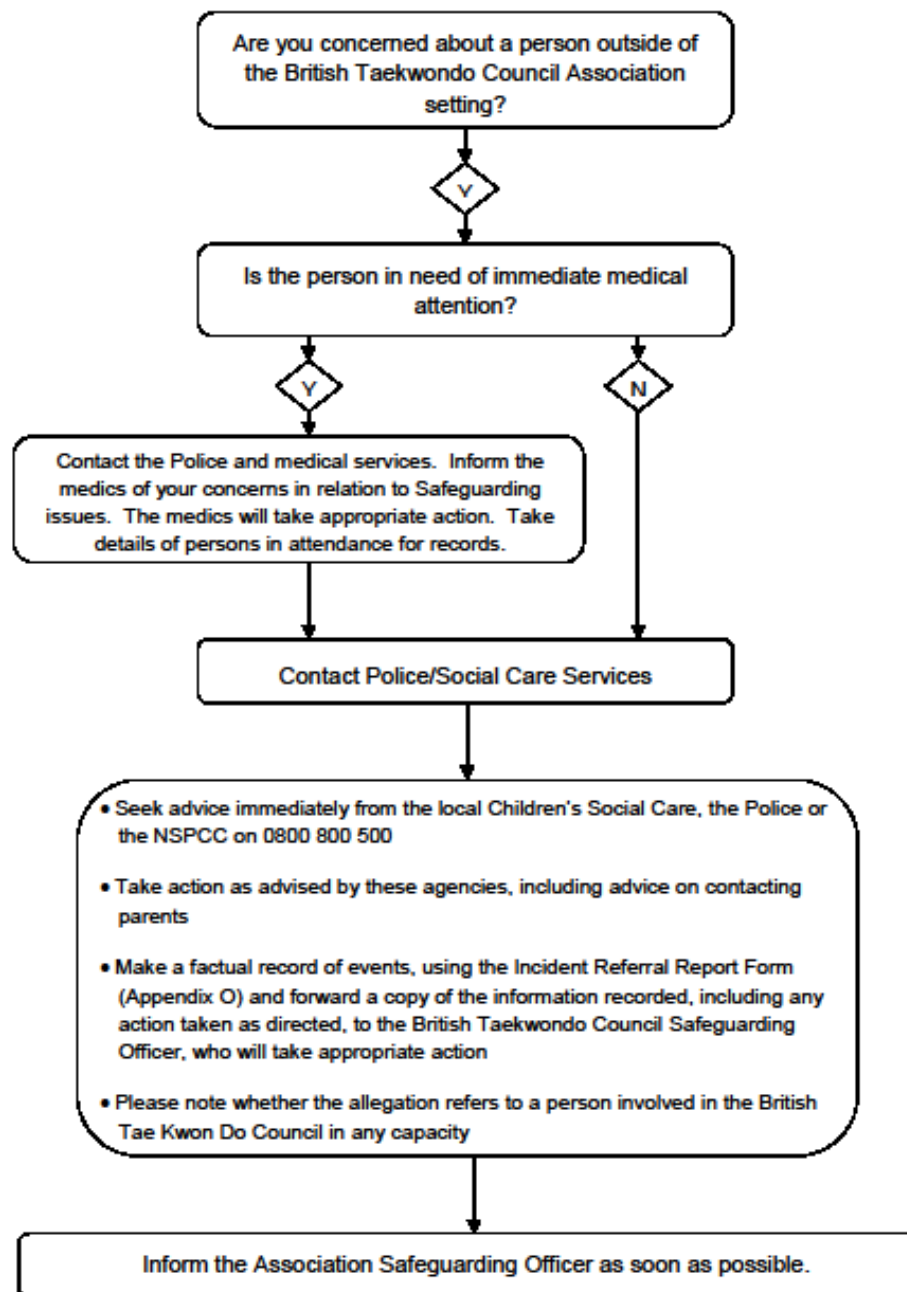 Are you concerned about a person outside of
the British Taekwondo Council Association
setting?
Y
Is the person in need of immediate medical
attention?
Y
N
Contact the Police and medical services. Inform the
medics of your concerns in relation to Safeguarding
issues. The medics will take appropriate action. Take
details of persons in attendance for records.
Contact Police/Social Care Services
• Seek advice immediately from the local Children's Social Care, the Police or
the NSPCC on 0800 800 500
• Take action as advised by these agencies, including advice on contacting
parents
• Make a factual record of events, using the Incident Referral Report Form
(Appendix O) and forward a copy of the information recorded, including any
action taken as directed, to the British Taekwondo Council Safeguarding
Officer, who will take appropriate action
• Please note whether the allegation refers to a person involved in the British
Tae Kwon Do Council in any capacity
Inform the Association Safeguarding Officer as soon as possible.